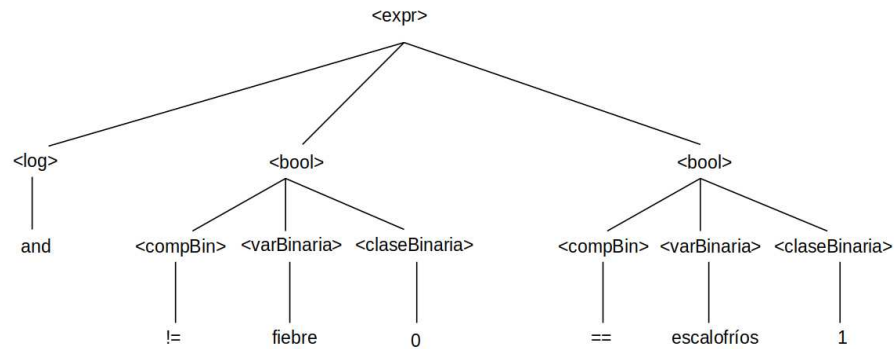 <expr>
<log> <bool> <bool>
and <compBin> <varBinaria> <claseBinaria> <compBin> <varBinaria> <claseBinaria>
!= fiebre 0 == escalofríos 1